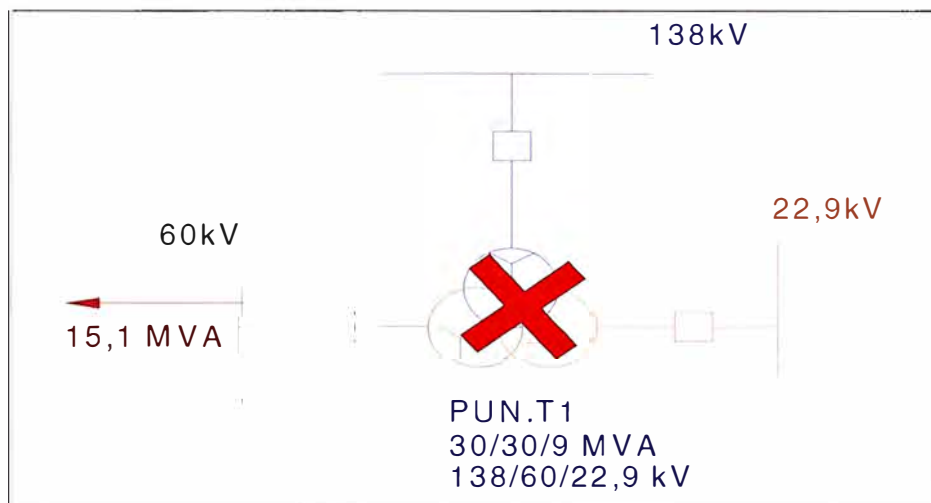 138kV
22,9kV
60kV
15,1 MVA
PUN.T1
30/30/9 MVA
138/60/22,9 kV